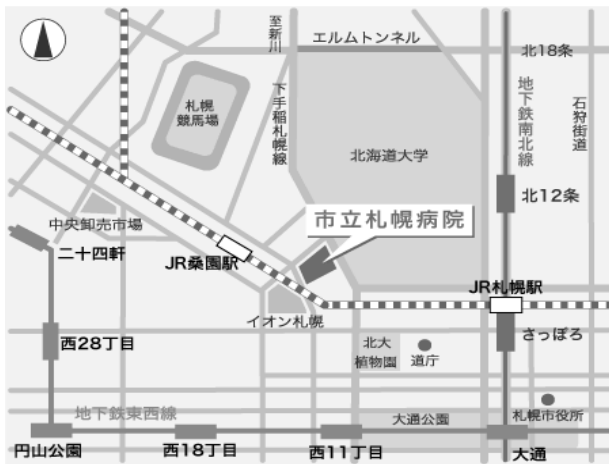 至新川
エルムトンネル
北18条
札幌
競馬場
下手稲札幌線
地下鉄南北線
石狩街道
北海道大学
北12条
中央卸売市場
市立札幌病院
二十四軒
JR桑園駅
JR札幌駅
イオン札幌
さっぽろ
西28丁目
北大
植物園
道庁
地下鉄東西線
大通公園
札幌市役所
円山公園
西18丁目
西11丁目
大通